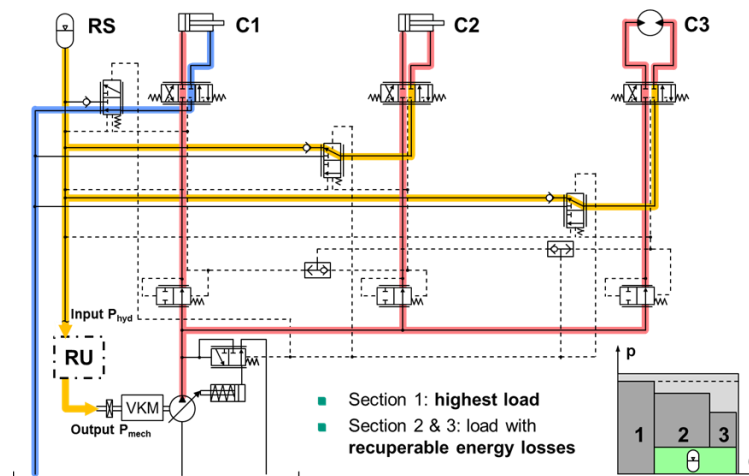 RS
C1
C2
C3
Input Phyd
RU
VKM
Output Pmech
Section 1: highest load
Section 2 & 3: load with
recuperable energy losses
p
1
2
3